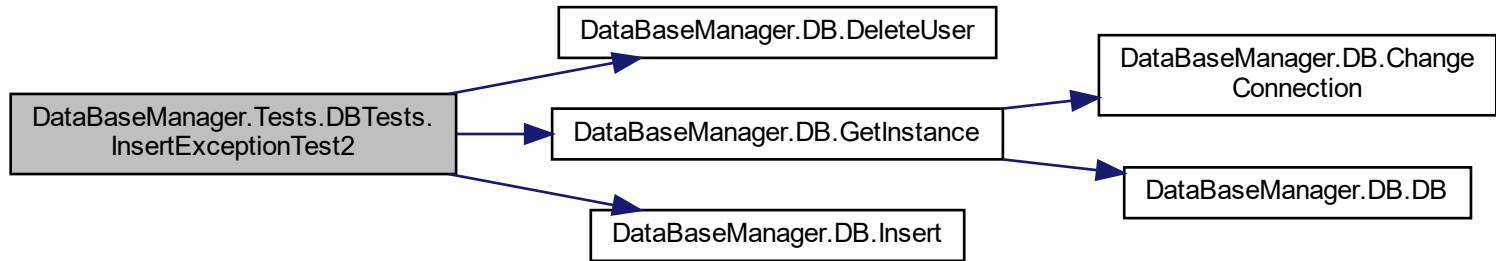 DataBaseManager.Tests.DBTests.
InsertExceptionTest2
DataBaseManager.DB.DeleteUser
DataBaseManager.DB.GetInstance
DataBaseManager.DB.Insert
DataBaseManager.DB.Change
Connection
DataBaseManager.DB.DB